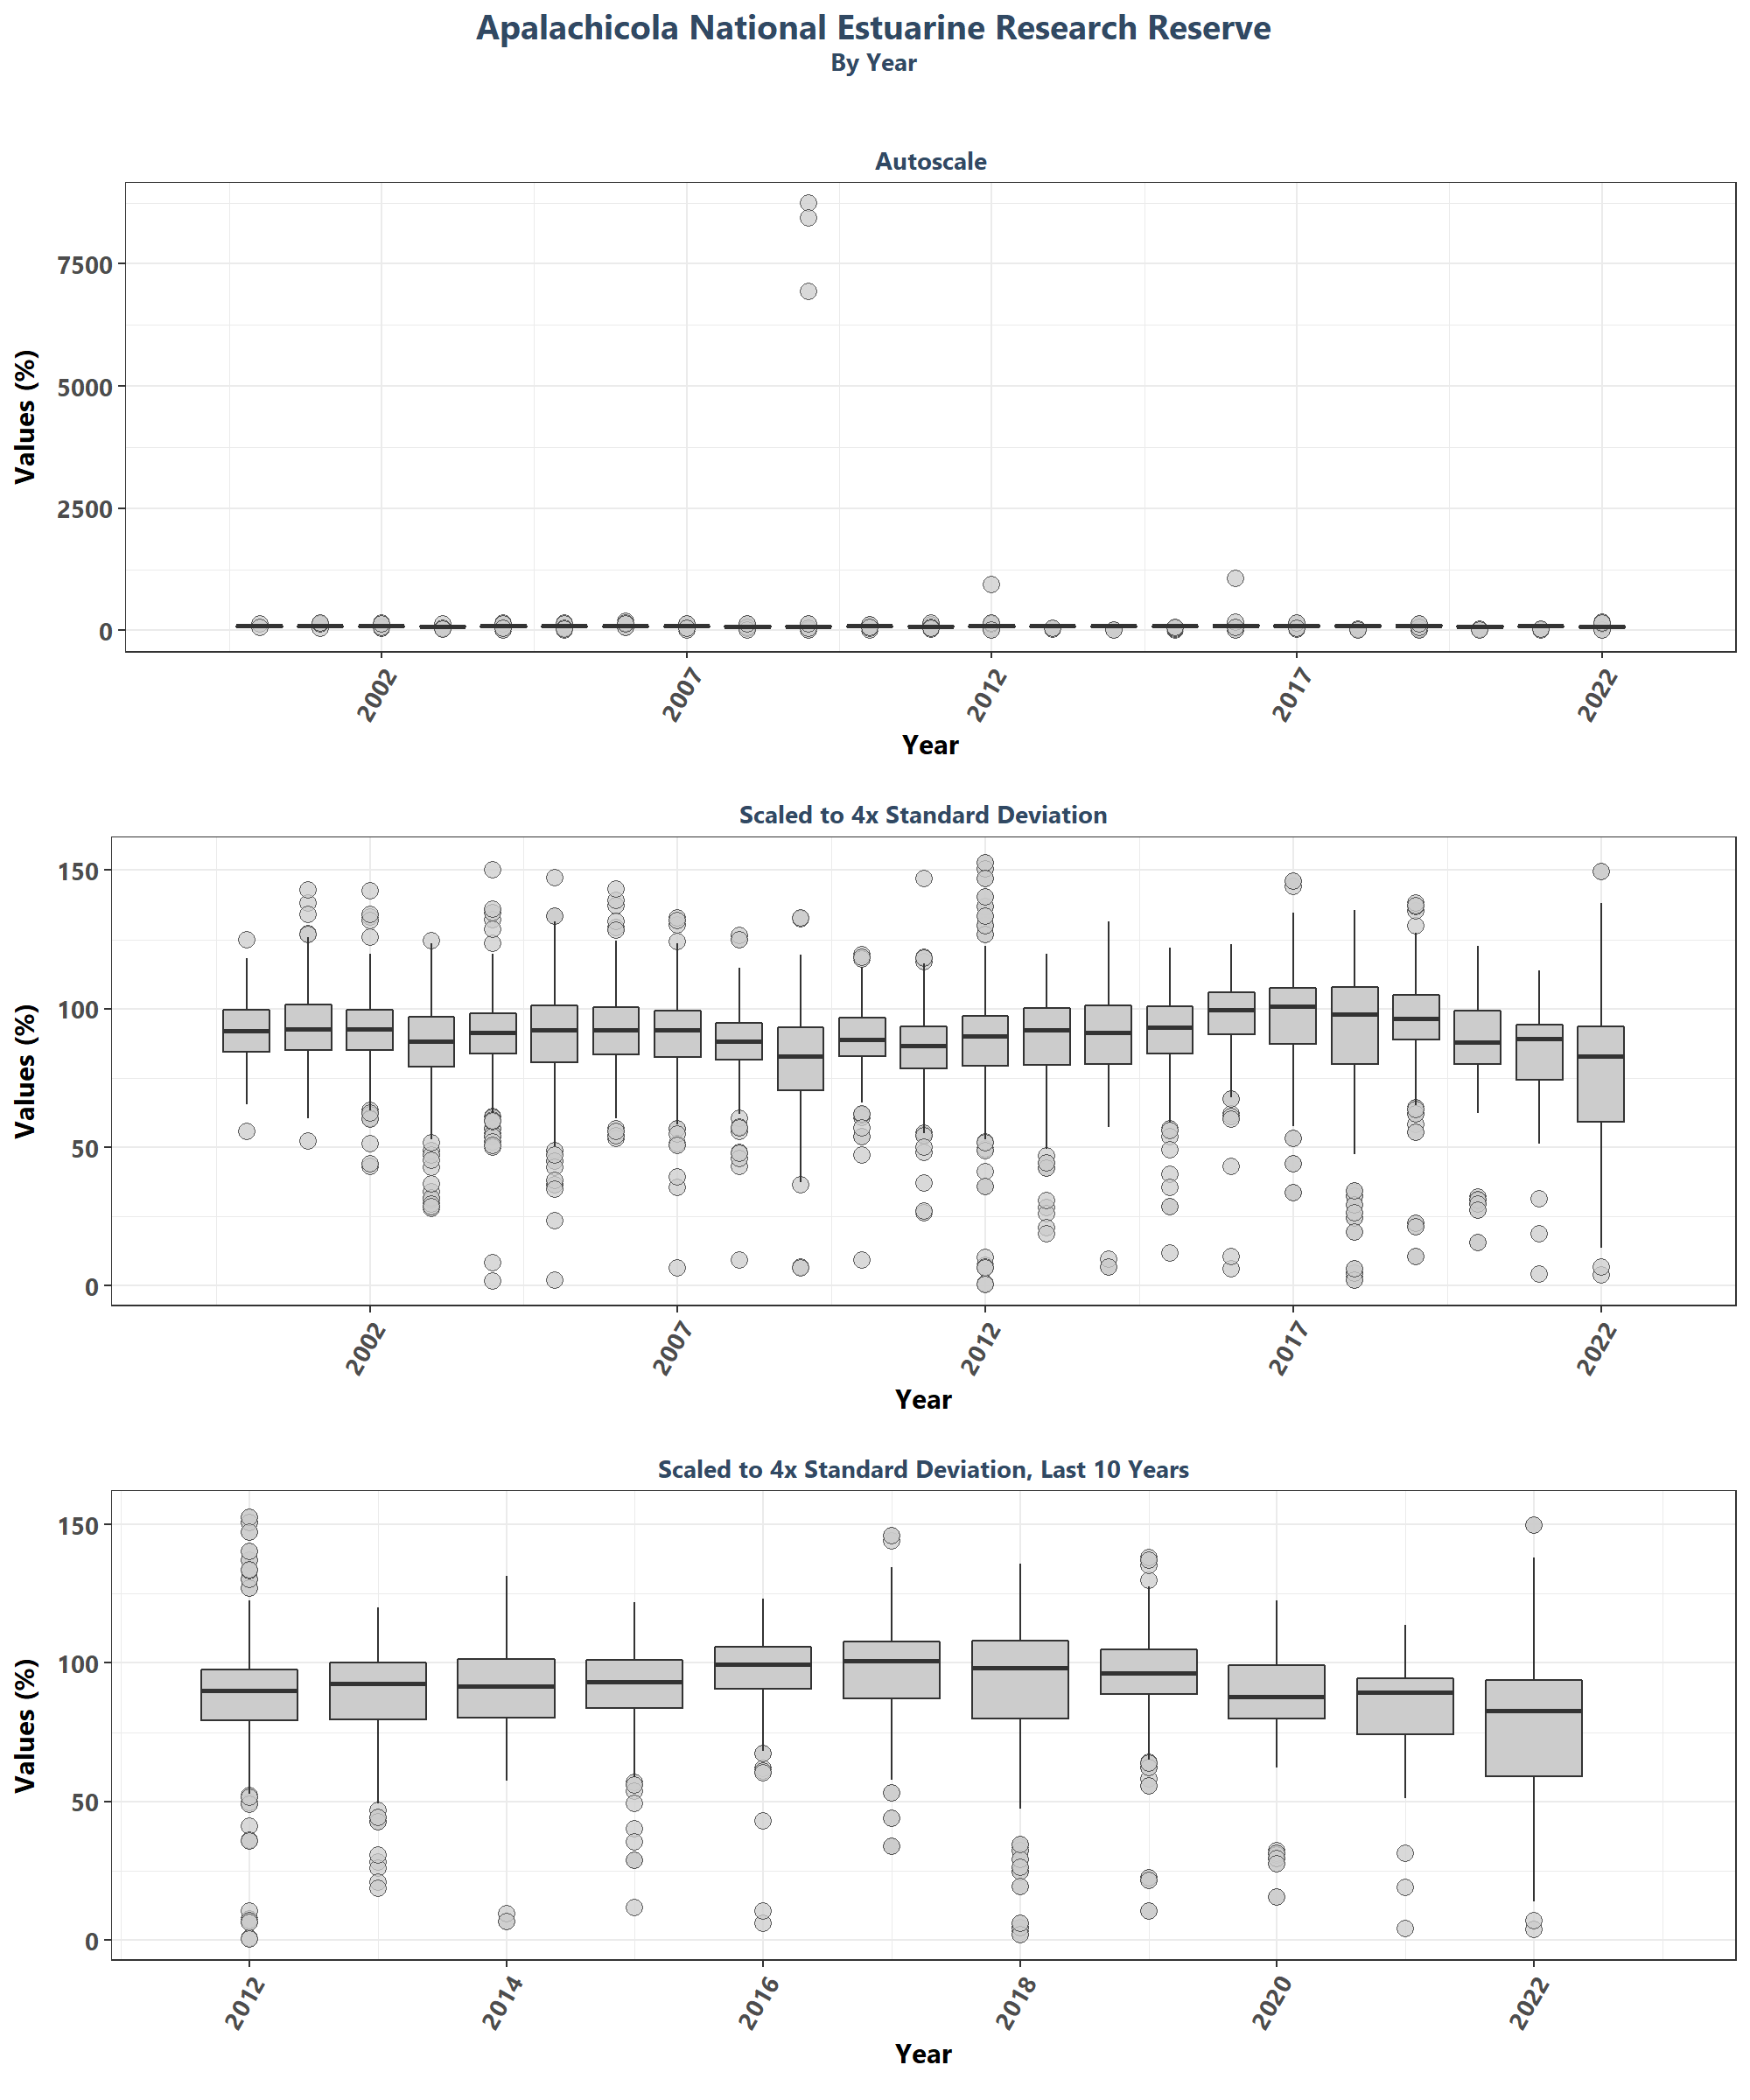 Apalachicola National Estuarine Research Reserve
By Year
Autoscale
Values (%)
7500
5000
2500
0
2002 2007 2012 2017 2022
Year
Scaled to 4x Standard Deviation
Values (%)
150
100
50
0
2002 2007 2012 2017 2022
Year
Scaled to 4x Standard Deviation, Last 10 Years
Values (%)
150
100
50
0
2012 2014 2016 2018 2020 2022
Year